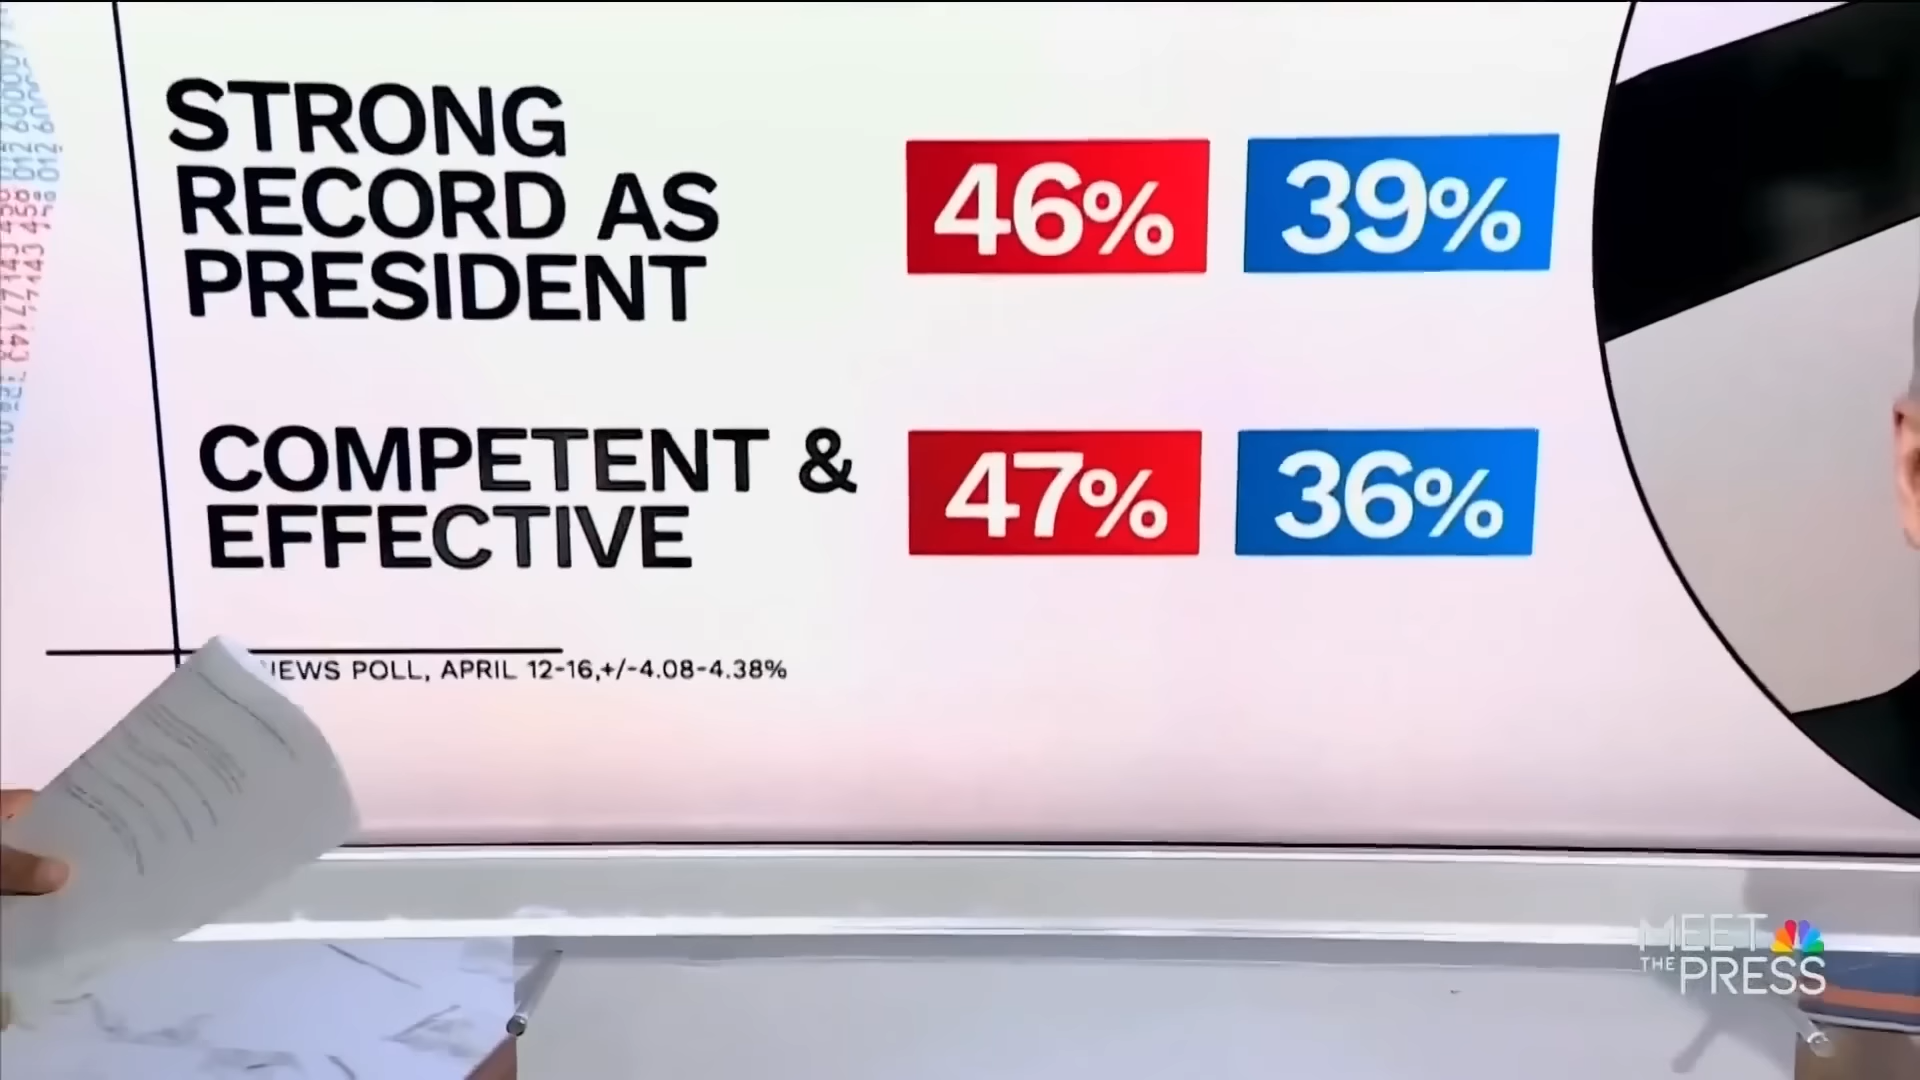 STRONG
RECORD AS
PRESIDENT
46% 39%
COMPETENT &
EFFECTIVE
47% 36%
POLL, APRIL 12-16,+/-4.08-4.38%
MEET
THE PRESS